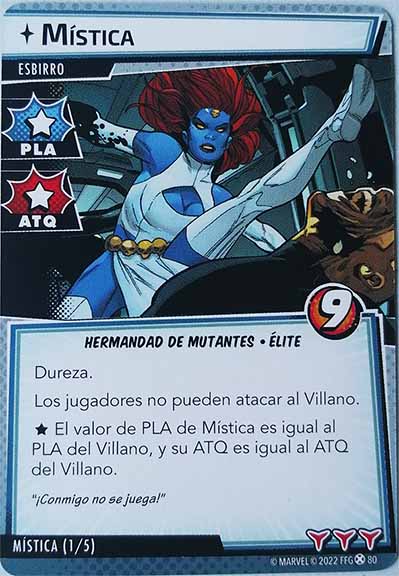 MÍSTICA
ESBIRRO
PLA
ATQ
9
HERMANDAD DE MUTANTES • ÉLITE
Dureza.
Los jugadores no pueden atacar al Villano.
★ El valor de PLA de Mística es igual al
PLA del Villano, y su ATQ es igual al ATQ
del Villano.
"¡Conmigo no se juega!"
MÍSTICA (1/5)
© MARVEL © 2022 FFG 80